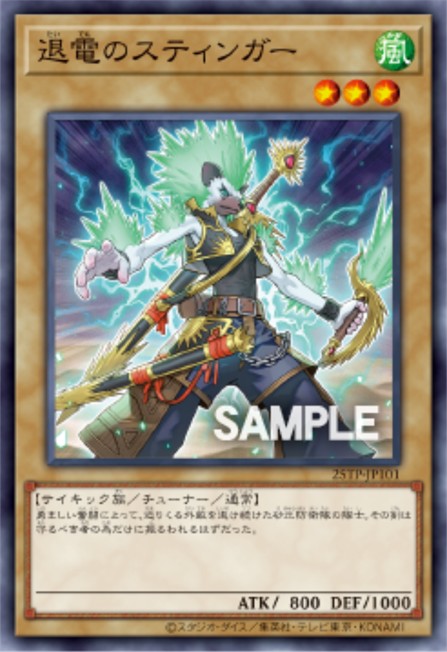 退電のスティンガー
風
SAMPLE
25TP-JP101
【サイキック族／チューナー／通常】
勇ましい奮闘によって、迫りくる外敵を退け続けた砂丘防衛隊の隊士。その剣は
守るべき者の為だけに振るわれるはずだった。
ATK/ 800 DEF/1000
©スタジオ・ダイス／集英社・テレビ東京・KONAMI